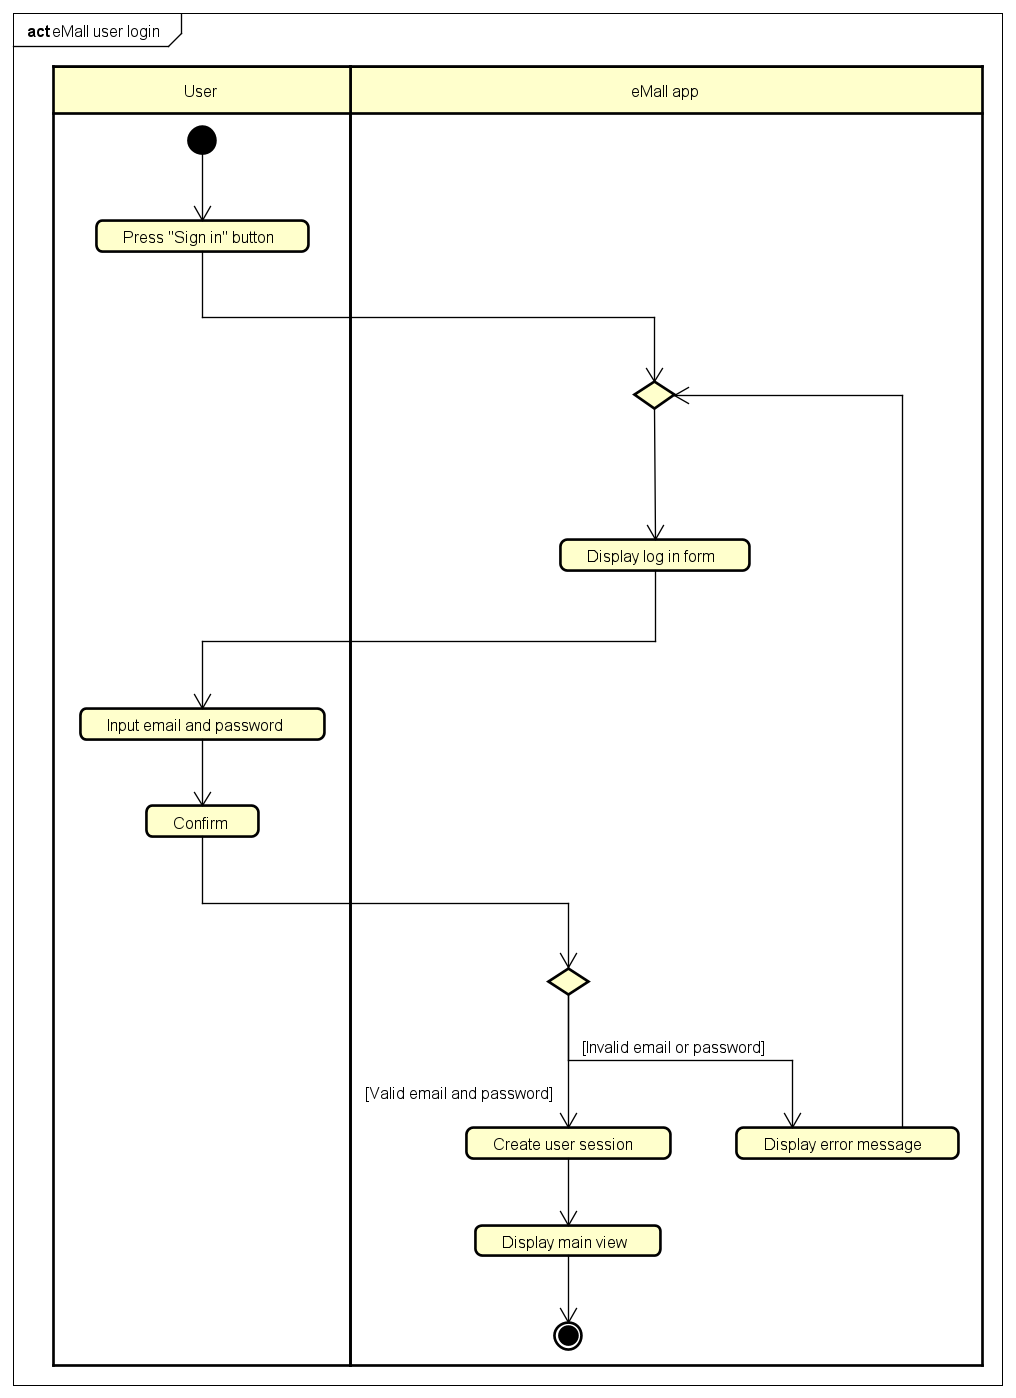 act eMall user login
User
eMall app
Press "Sign in" button
Display log in form
Input email and password
Confirm
[Invalid email or password]
[Valid email and password]
Create user session
Display error message
Display main view